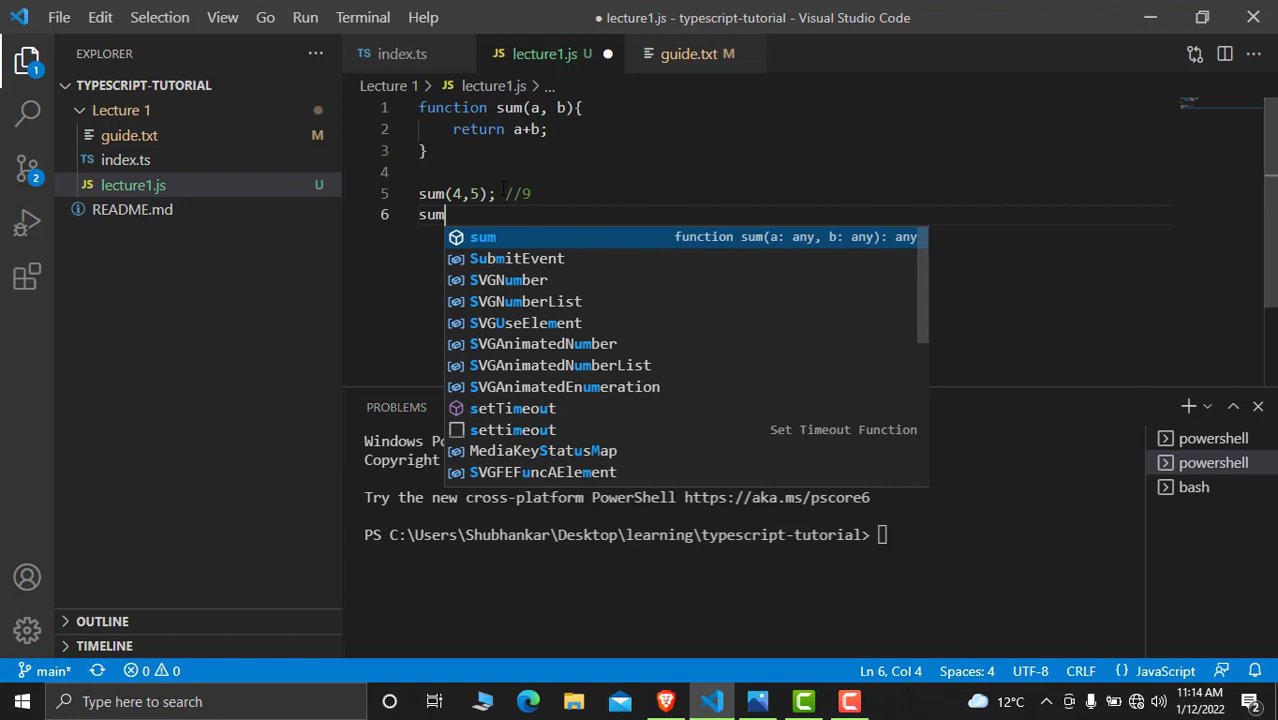 File Edit Selection View Go Run Terminal Help
● lecture1.js - typescript-tutorial - Visual Studio Code
EXPLORER
TYPESCRIPT-TUTORIAL
Lecture 1
guide.txt M
TS index.ts
JS lecture1.js U
README.md
OUTLINE
TIMELINE
1
2
TS index.ts
JS lecture1.js U ●
guide.txt M
Lecture 1 > JS lecture1.js > ...
1 function sum(a, b){
2 return a+b;
3 }
4
5 sum(4,5); //9
6 sum
sum function sum(a: any, b: any): any
SubmitEvent
SVGNumber
SVGNumberList
SVGUseElement
SVGAnimatedNumber
SVGAnimatedNumberList
SVGAnimatedEnumeration
setTimeout
settimeout Set Timeout Function
MediaKeyStatusMap
SVGFEFuncAElement
PROBLEMS
Windows Po
Copyright
Try the new cross-platform PowerShell https://aka.ms/pscore6
PS C:\Users\Shubhankar\Desktop\learning\typescript-tutorial>
powershell
powershell
bash
main* 0 0 Ln 6, Col 4 Spaces: 4 UTF-8 CRLF { } JavaScript
Type here to search
12°C
11:14 AM
1/12/2022